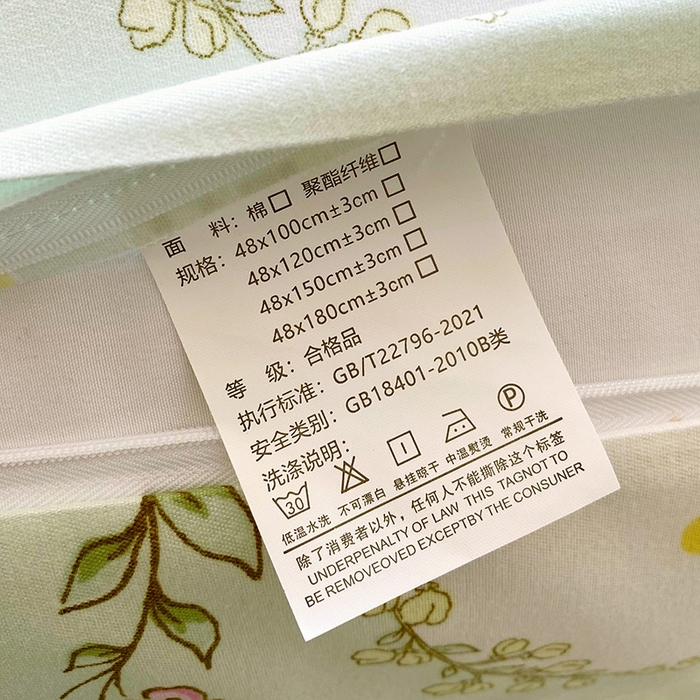 面 料：棉□ 聚酯纤维□
规格：48x100cm±3cm□
48x120cm±3cm□
48x150cm±3cm□
48x180cm±3cm□
等 级：合格品
执行标准：GB/T22796-2021
安全类别：GB18401-2010B类
洗涤说明：
30 P
低温水洗 不可漂白 悬挂晾干 中温熨烫 常规干洗
除了消费者以外，任何人不能撕除这个标签
UNDERPENALTY OF LAW THIS TAGNOT TO
BE REMOVEOVED EXCEPTBY THE CONSUNER